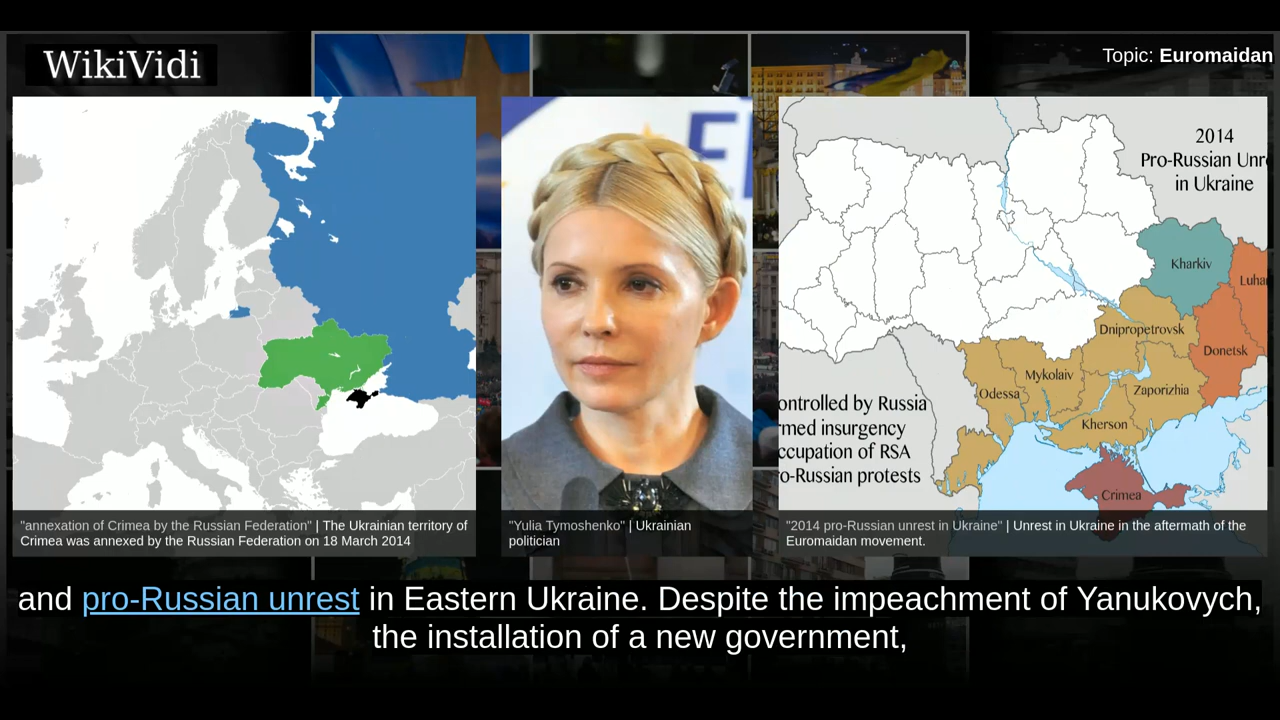 WikiVidi
Topic: Euromaidan
2014
Pro-Russian Unre
in Ukraine
Kharkiv
Luha
Dnipropetrovsk
Donetsk
Mykolaiv
Zaporizhia
Odessa
Kherson
Crimea
ontrolled by Russia
rmed insurgency
ccupation of RSA
o-Russian protests
"annexation of Crimea by the Russian Federation" | The Ukrainian territory of
Crimea was annexed by the Russian Federation on 18 March 2014
"Yulia Tymoshenko" | Ukrainian
politician
"2014 pro-Russian unrest in Ukraine" | Unrest in Ukraine in the aftermath of the
Euromaidan movement.
and pro-Russian unrest in Eastern Ukraine. Despite the impeachment of Yanukovych,
the installation of a new government,